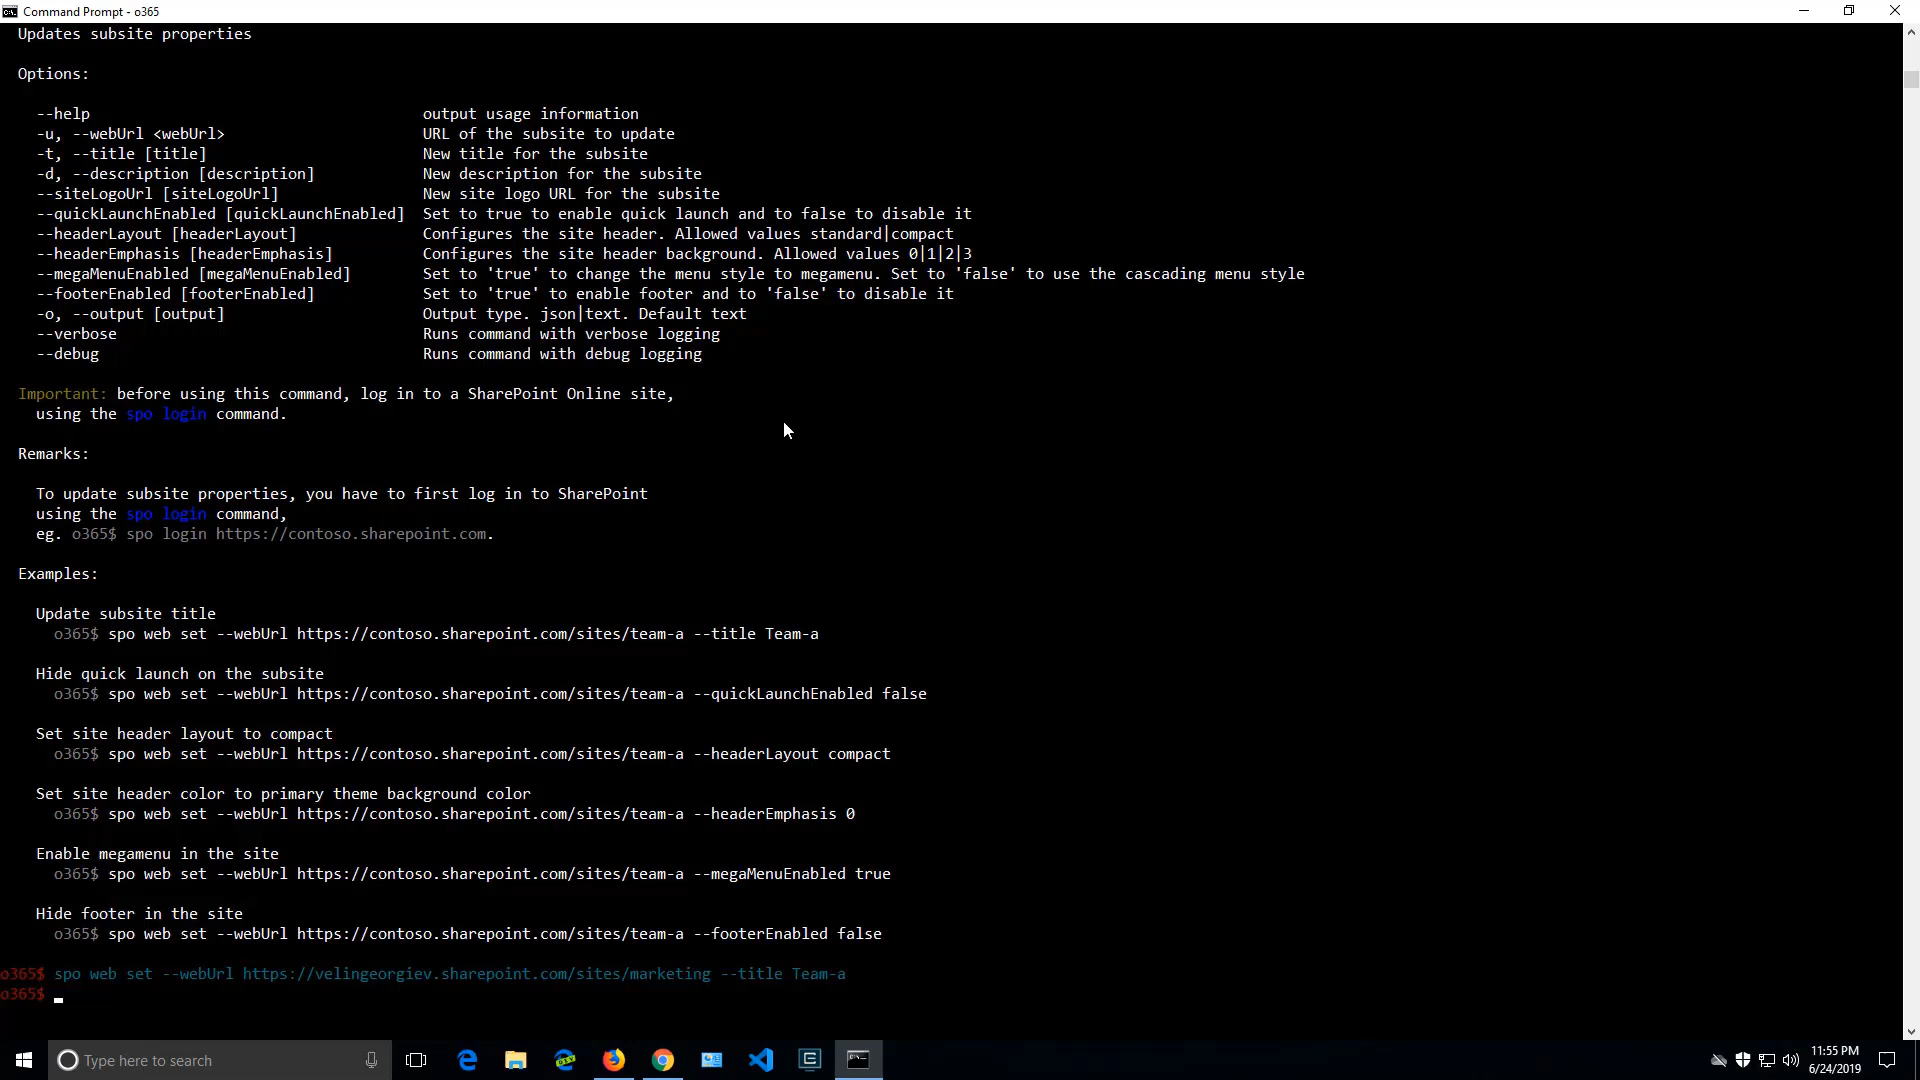 Command Prompt - o365
Updates subsite properties
Options:
--help output usage information
-u, --webUrl <webUrl> URL of the subsite to update
-t, --title [title] New title for the subsite
-d, --description [description] New description for the subsite
--siteLogoUrl [siteLogoUrl] New site logo URL for the subsite
--quickLaunchEnabled [quickLaunchEnabled] Set to true to enable quick launch and to false to disable it
--headerLayout [headerLayout] Configures the site header. Allowed values standard|compact
--headerEmphasis [headerEmphasis] Configures the site header background. Allowed values 0|1|2|3
--megaMenuEnabled [megaMenuEnabled] Set to 'true' to change the menu style to megamenu. Set to 'false' to use the cascading menu style
--footerEnabled [footerEnabled] Set to 'true' to enable footer and to 'false' to disable it
-o, --output [output] Output type. json|text. Default text
--verbose Runs command with verbose logging
--debug Runs command with debug logging
Important: before using this command, log in to a SharePoint Online site,
using the spo login command.
Remarks:
To update subsite properties, you have to first log in to SharePoint
using the spo login command,
eg. o365$ spo login https://contoso.sharepoint.com.
Examples:
Update subsite title
o365$ spo web set --webUrl https://contoso.sharepoint.com/sites/team-a --title Team-a
Hide quick launch on the subsite
o365$ spo web set --webUrl https://contoso.sharepoint.com/sites/team-a --quickLaunchEnabled false
Set site header layout to compact
o365$ spo web set --webUrl https://contoso.sharepoint.com/sites/team-a --headerLayout compact
Set site header color to primary theme background color
o365$ spo web set --webUrl https://contoso.sharepoint.com/sites/team-a --headerEmphasis 0
Enable megamenu in the site
o365$ spo web set --webUrl https://contoso.sharepoint.com/sites/team-a --megaMenuEnabled true
Hide footer in the site
o365$ spo web set --webUrl https://contoso.sharepoint.com/sites/team-a --footerEnabled false
o365$ spo web set --webUrl https://velingeorgiev.sharepoint.com/sites/marketing --title Team-a
o365$
Type here to search
11:55 PM
6/24/2019